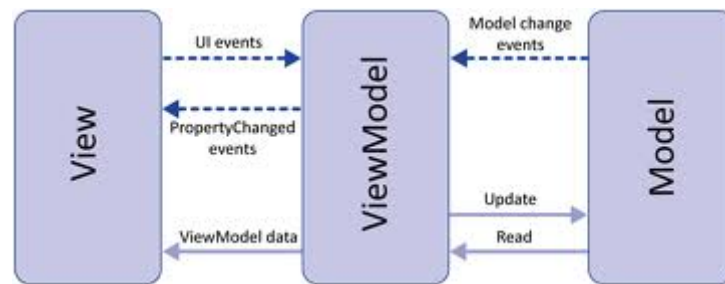 View
UI events
PropertyChanged
events
ViewModel data
ViewModel
Model change
events
Update
Read
Model